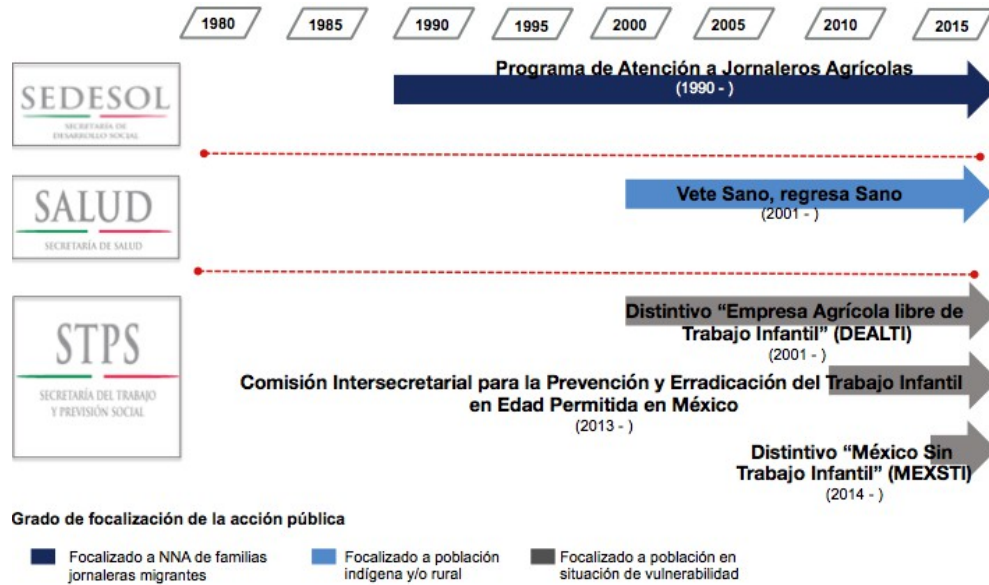 1980 1985 1990 1995 2000 2005 2010 2015
SEDESOL
SECRETARÍA DE
DESARROLLO SOCIAL
Programa de Atención a Jornaleros Agrícolas
(1990 - )
SALUD
SECRETARÍA DE SALUD
Vete Sano, regresa Sano
(2001 - )
STPS
SECRETARÍA DEL TRABAJO
Y PREVISIÓN SOCIAL
Distintivo “Empresa Agrícola libre de
Trabajo Infantil” (DEALTI)
(2001 - )
Comisión Intersecretarial para la Prevención y Erradicación del Trabajo Infantil
en Edad Permitida en México
(2013 - )
Distintivo “México Sin
Trabajo Infantil” (MEXSTI)
(2014 - )
Grado de focalización de la acción pública
Focalizado a NNA de familias
jornaleras migrantes
Focalizado a población
indígena y/o rural
Focalizado a población en
situación de vulnerabilidad